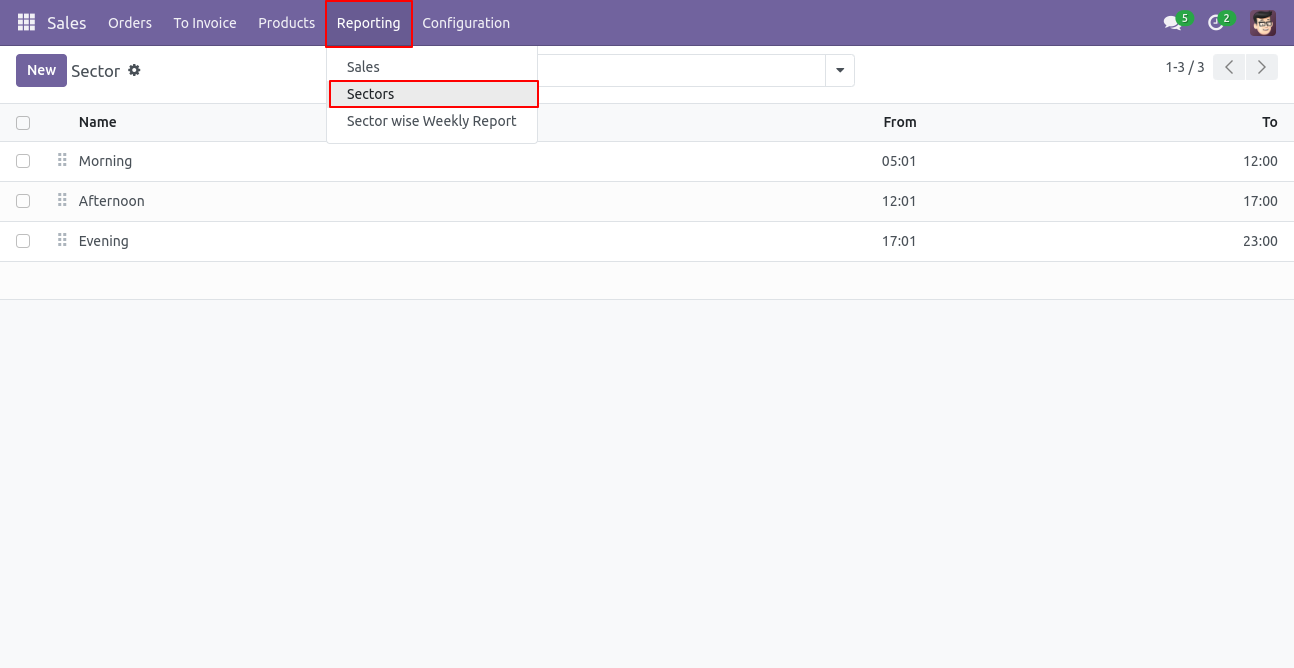 Sales Orders To Invoice Products Reporting Configuration 5 2
New Sector 1-3 / 3
Sales
Sectors
Sector wise Weekly Report
Name From To
Morning 05:01 12:00
Afternoon 12:01 17:00
Evening 17:01 23:00